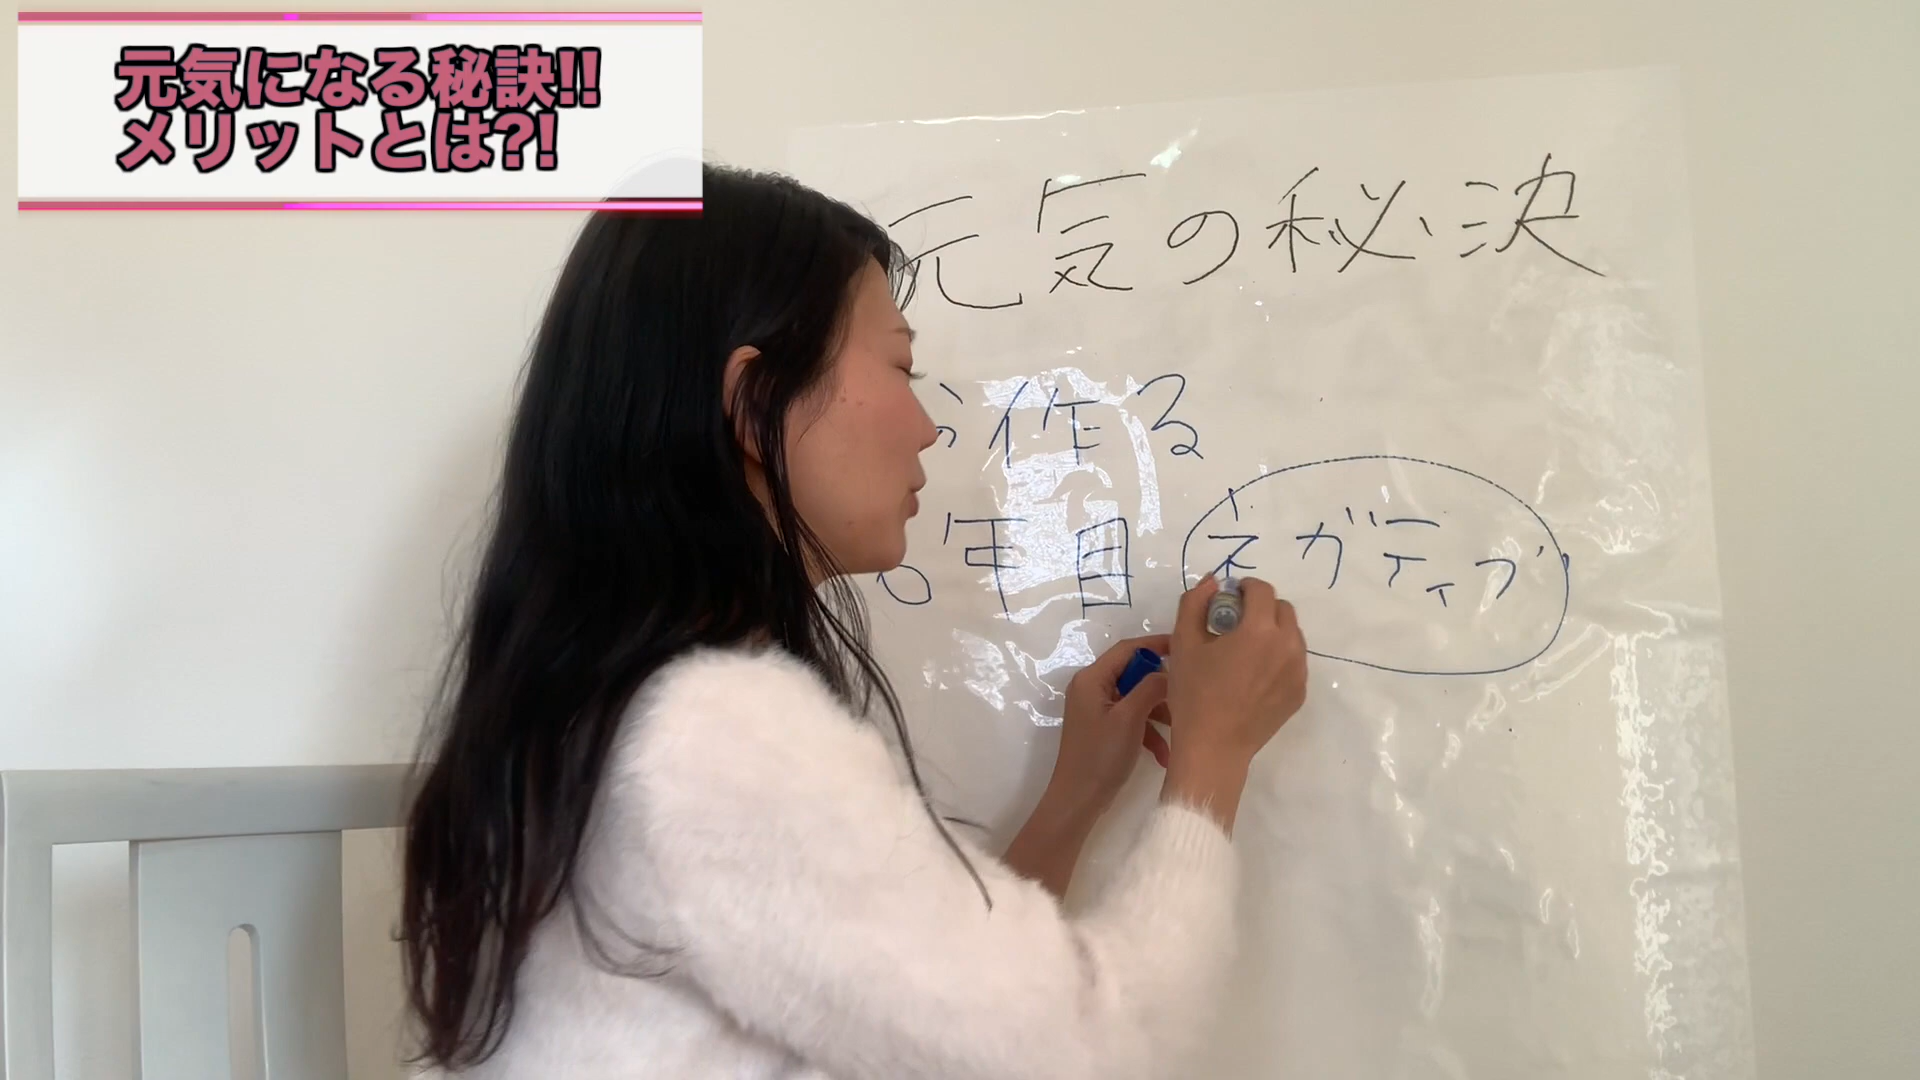 元気になる秘訣!!
メリットとは?!
元気の秘決
作る
年目 ネガティブ